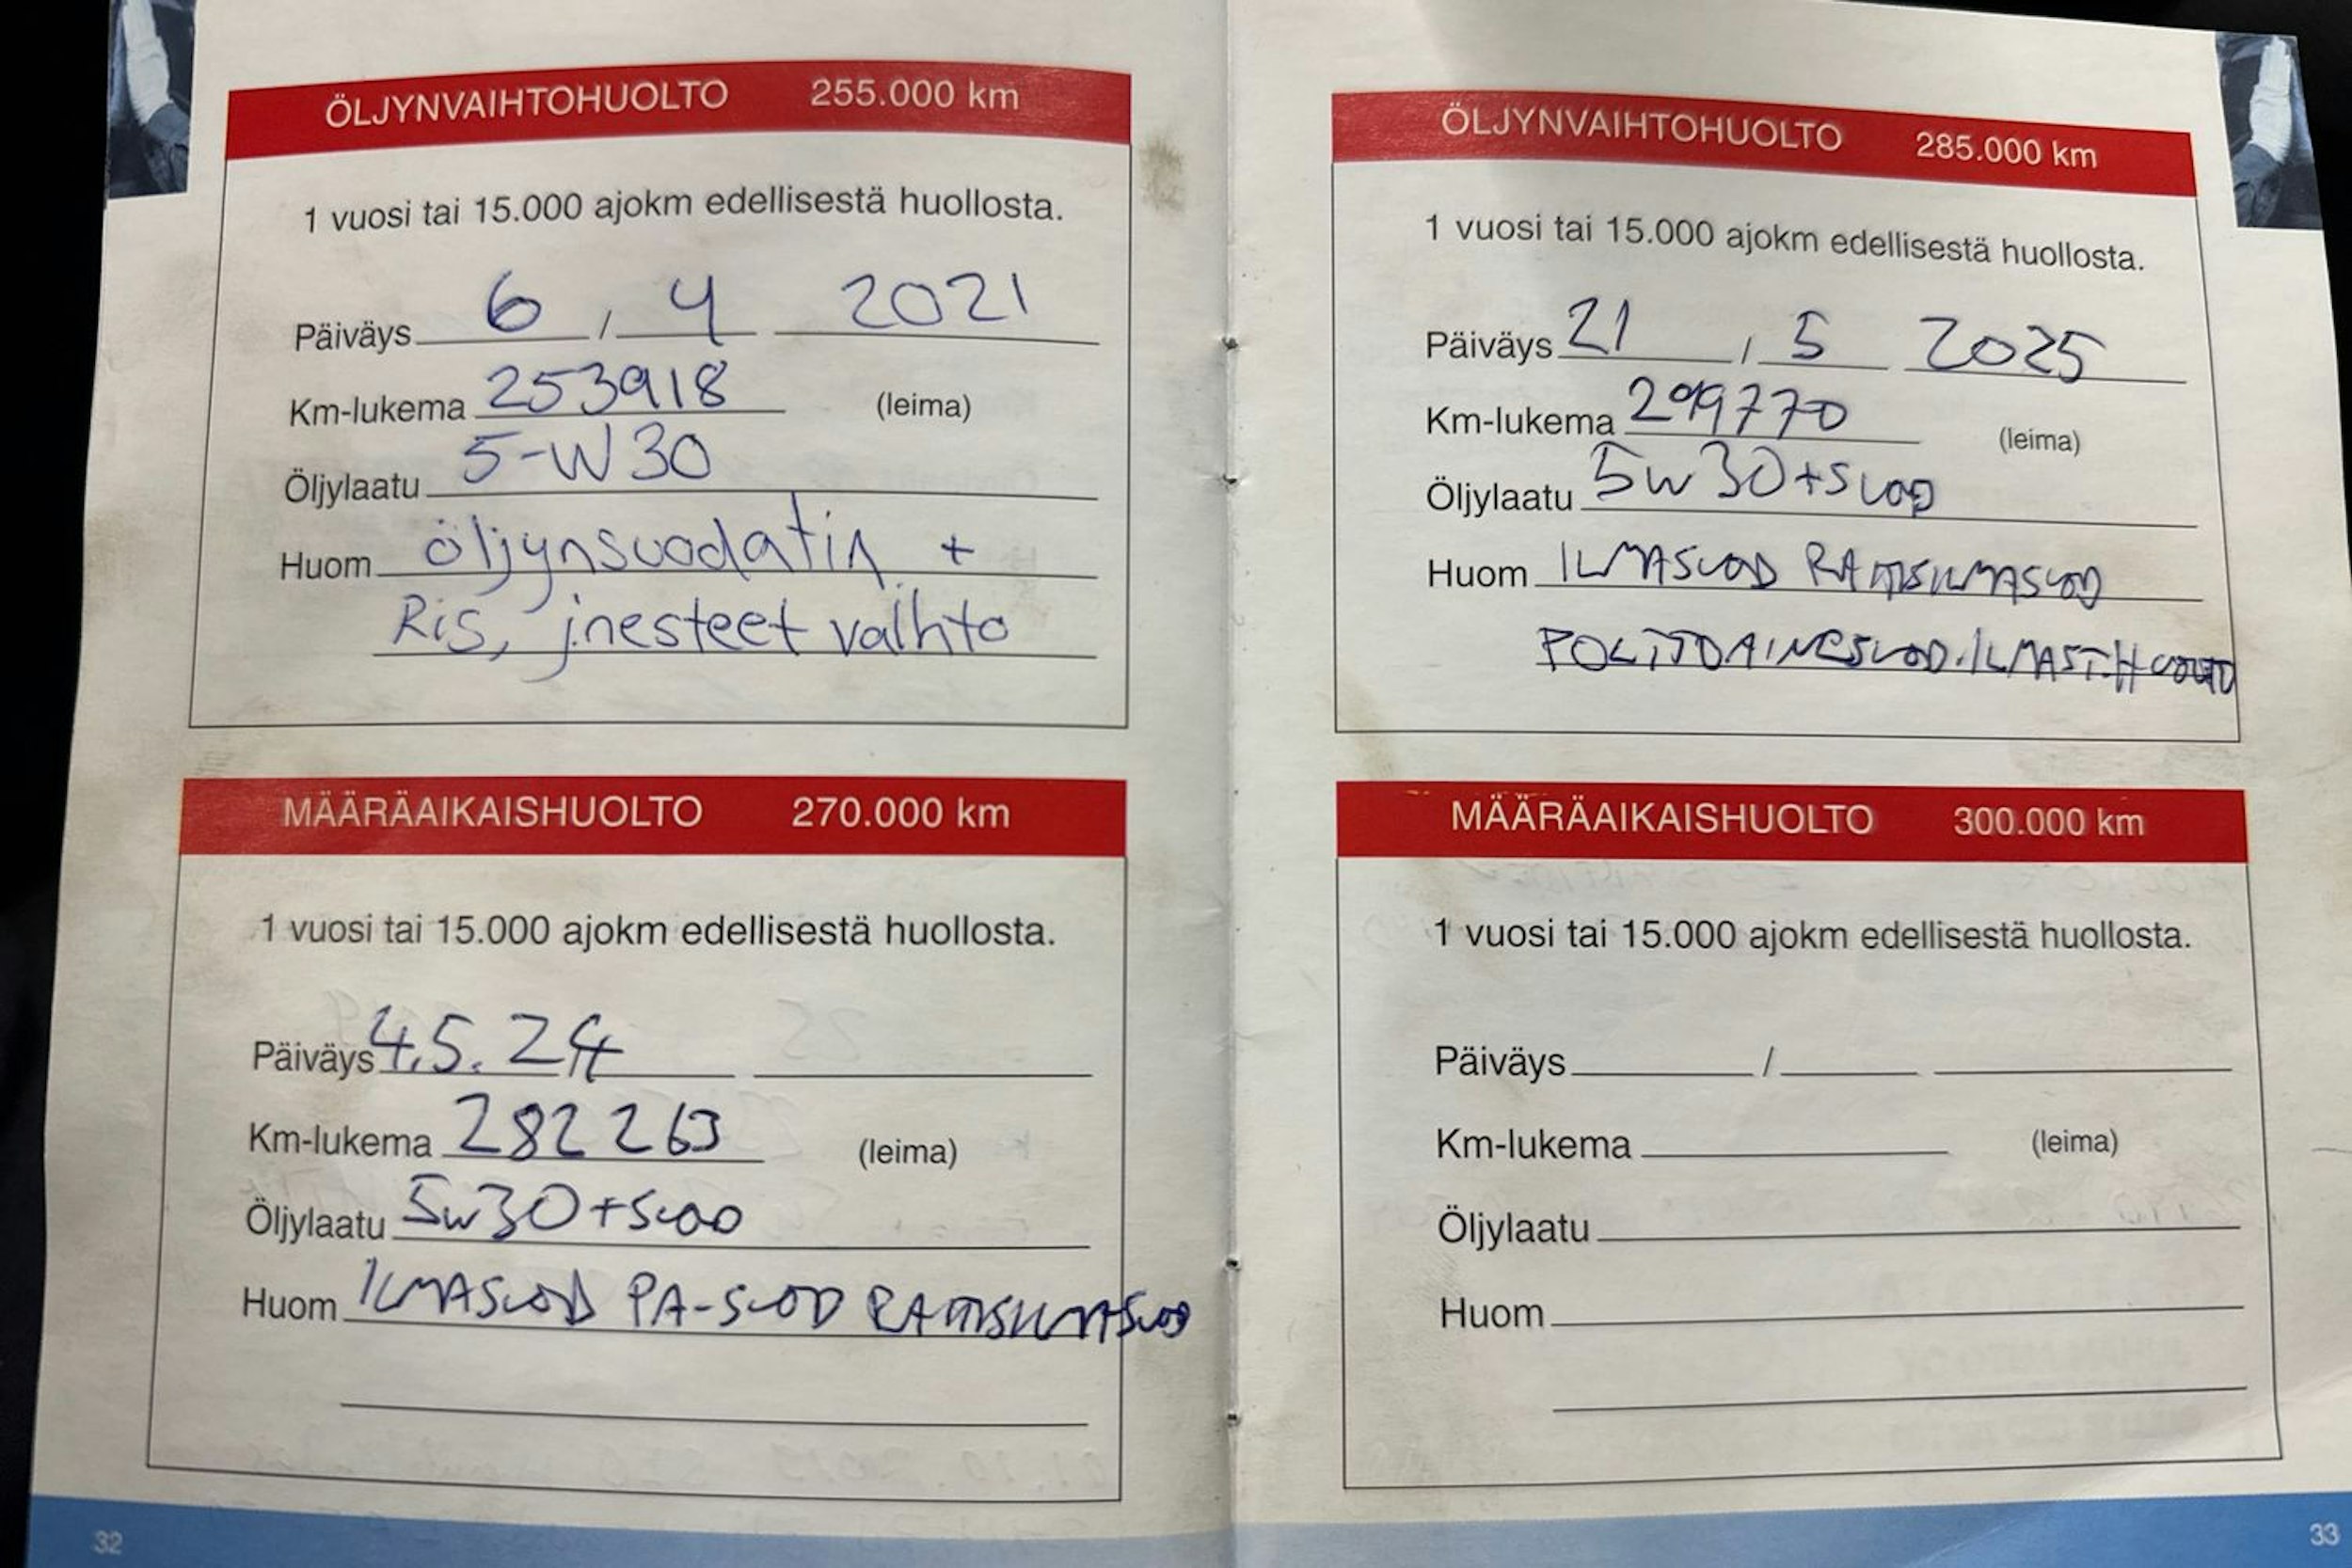 ÖLJYNVAIHTOHUOLTO 255.000 km
1 vuosi tai 15.000 ajokm edellisestä huollosta.
Päiväys 6 / 4 2021
Km-lukema 253918 (leima)
Öljylaatu 5-W30
Huom öljynsuodatin +
Ris, jnesteet vaihto
MÄÄRÄAIKAISHUOLTO 270.000 km
1 vuosi tai 15.000 ajokm edellisestä huollosta.
Päiväys 4.5.24
Km-lukema 282263 (leima)
Öljylaatu 5w30+suod
Huom ILMASUOD PA-SUOD RAITISILMASUOD
32
ÖLJYNVAIHTOHUOLTO 285.000 km
1 vuosi tai 15.000 ajokm edellisestä huollosta.
Päiväys 21 / 5 2025
Km-lukema 299770 (leima)
Öljylaatu 5w30+suod
Huom ILMASUOD RAITISILMASUOD
POLTTOAINESUOD. ILMAST.HUOLTO
MÄÄRÄAIKAISHUOLTO 300.000 km
1 vuosi tai 15.000 ajokm edellisestä huollosta.
Päiväys /
Km-lukema (leima)
Öljylaatu
Huom
33